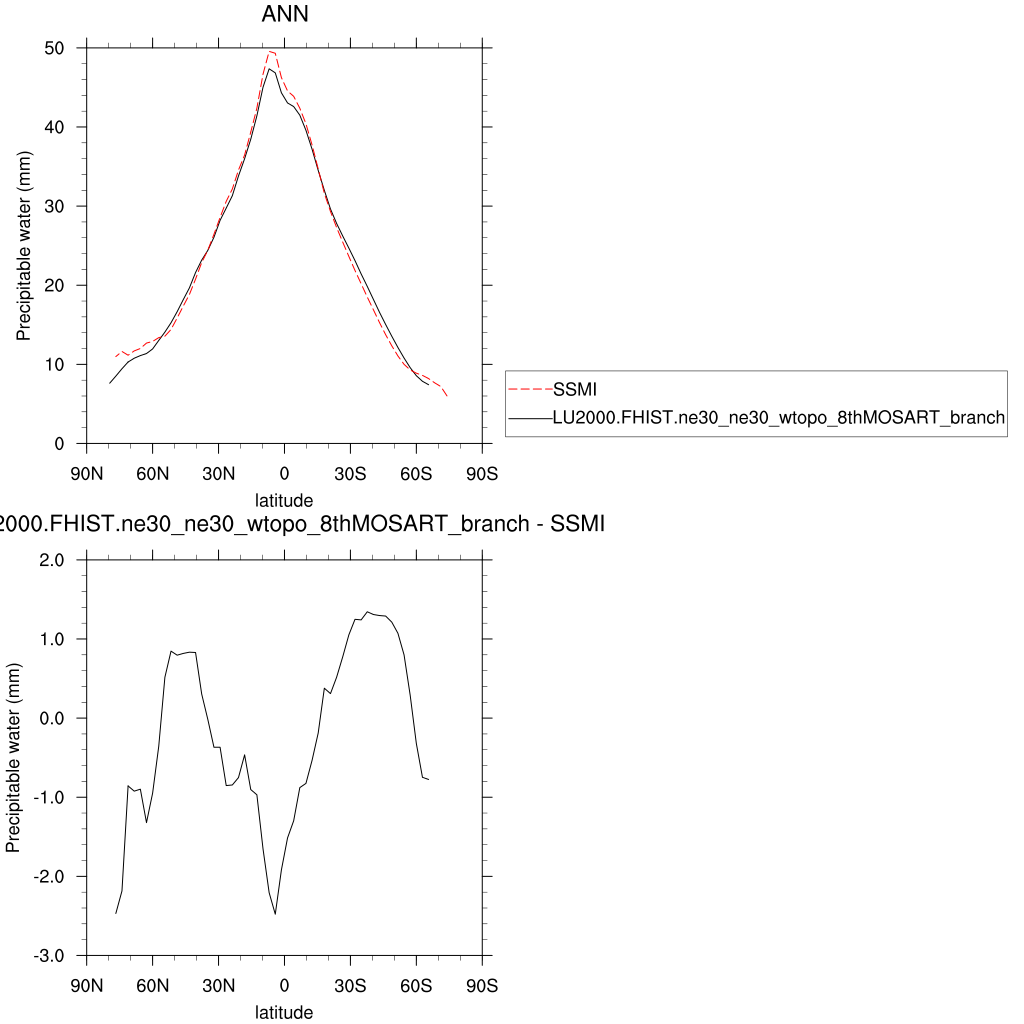 ANN
50
40
30
20
10
0
Precipitable water (mm)
90N 60N 30N 0 30S 60S 90S
latitude
SSMI
LU2000.FHIST.ne30_ne30_wtopo_8thMOSART_branch
2000.FHIST.ne30_ne30_wtopo_8thMOSART_branch - SSMI
2.0
1.0
0.0
-1.0
-2.0
-3.0
Precipitable water (mm)
90N 60N 30N 0 30S 60S 90S
latitude